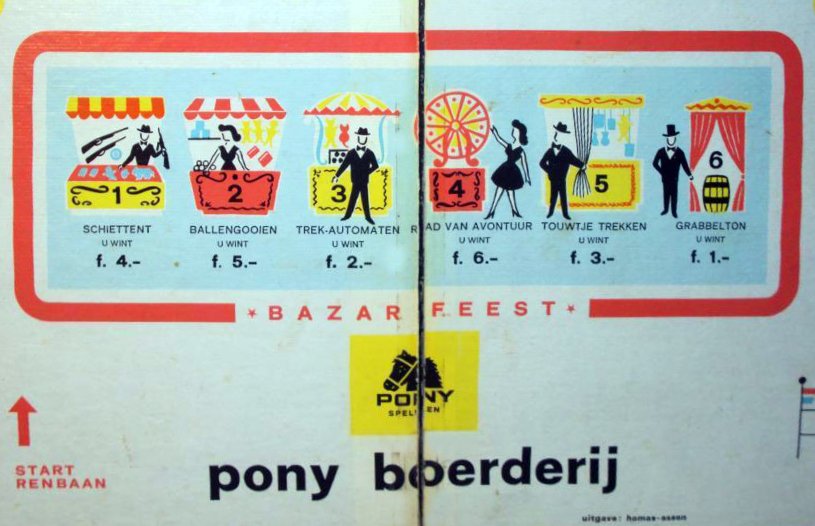 1
2
3
4
5
6
SCHIETTENT
U WINT
f. 4.-
BALLENGOOIEN
U WINT
f. 5.-
TREK-AUTOMATEN
U WINT
f. 2.-
RAD VAN AVONTUUR
U WINT
f. 6.-
TOUWTJE TREKKEN
U WINT
f. 3.-
GRABBELTON
U WINT
f. 1.-
* BAZAR FEEST *
PONY
SPELLEN
START
RENBAAN
pony boerderij
uitgave: homas-assen